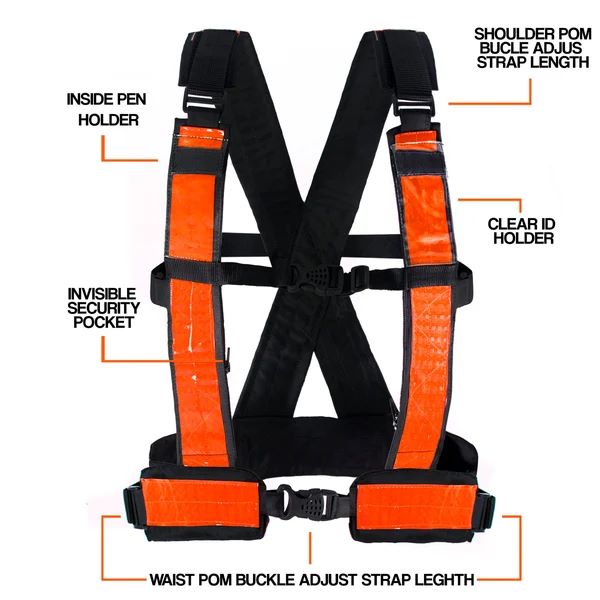 SHOULDER POM
BUCLE ADJUS
STRAP LENGTH
INSIDE PEN
HOLDER
CLEAR ID
HOLDER
INVISIBLE
SECURITY
POCKET
WAIST POM BUCKLE ADJUST STRAP LEGHTH